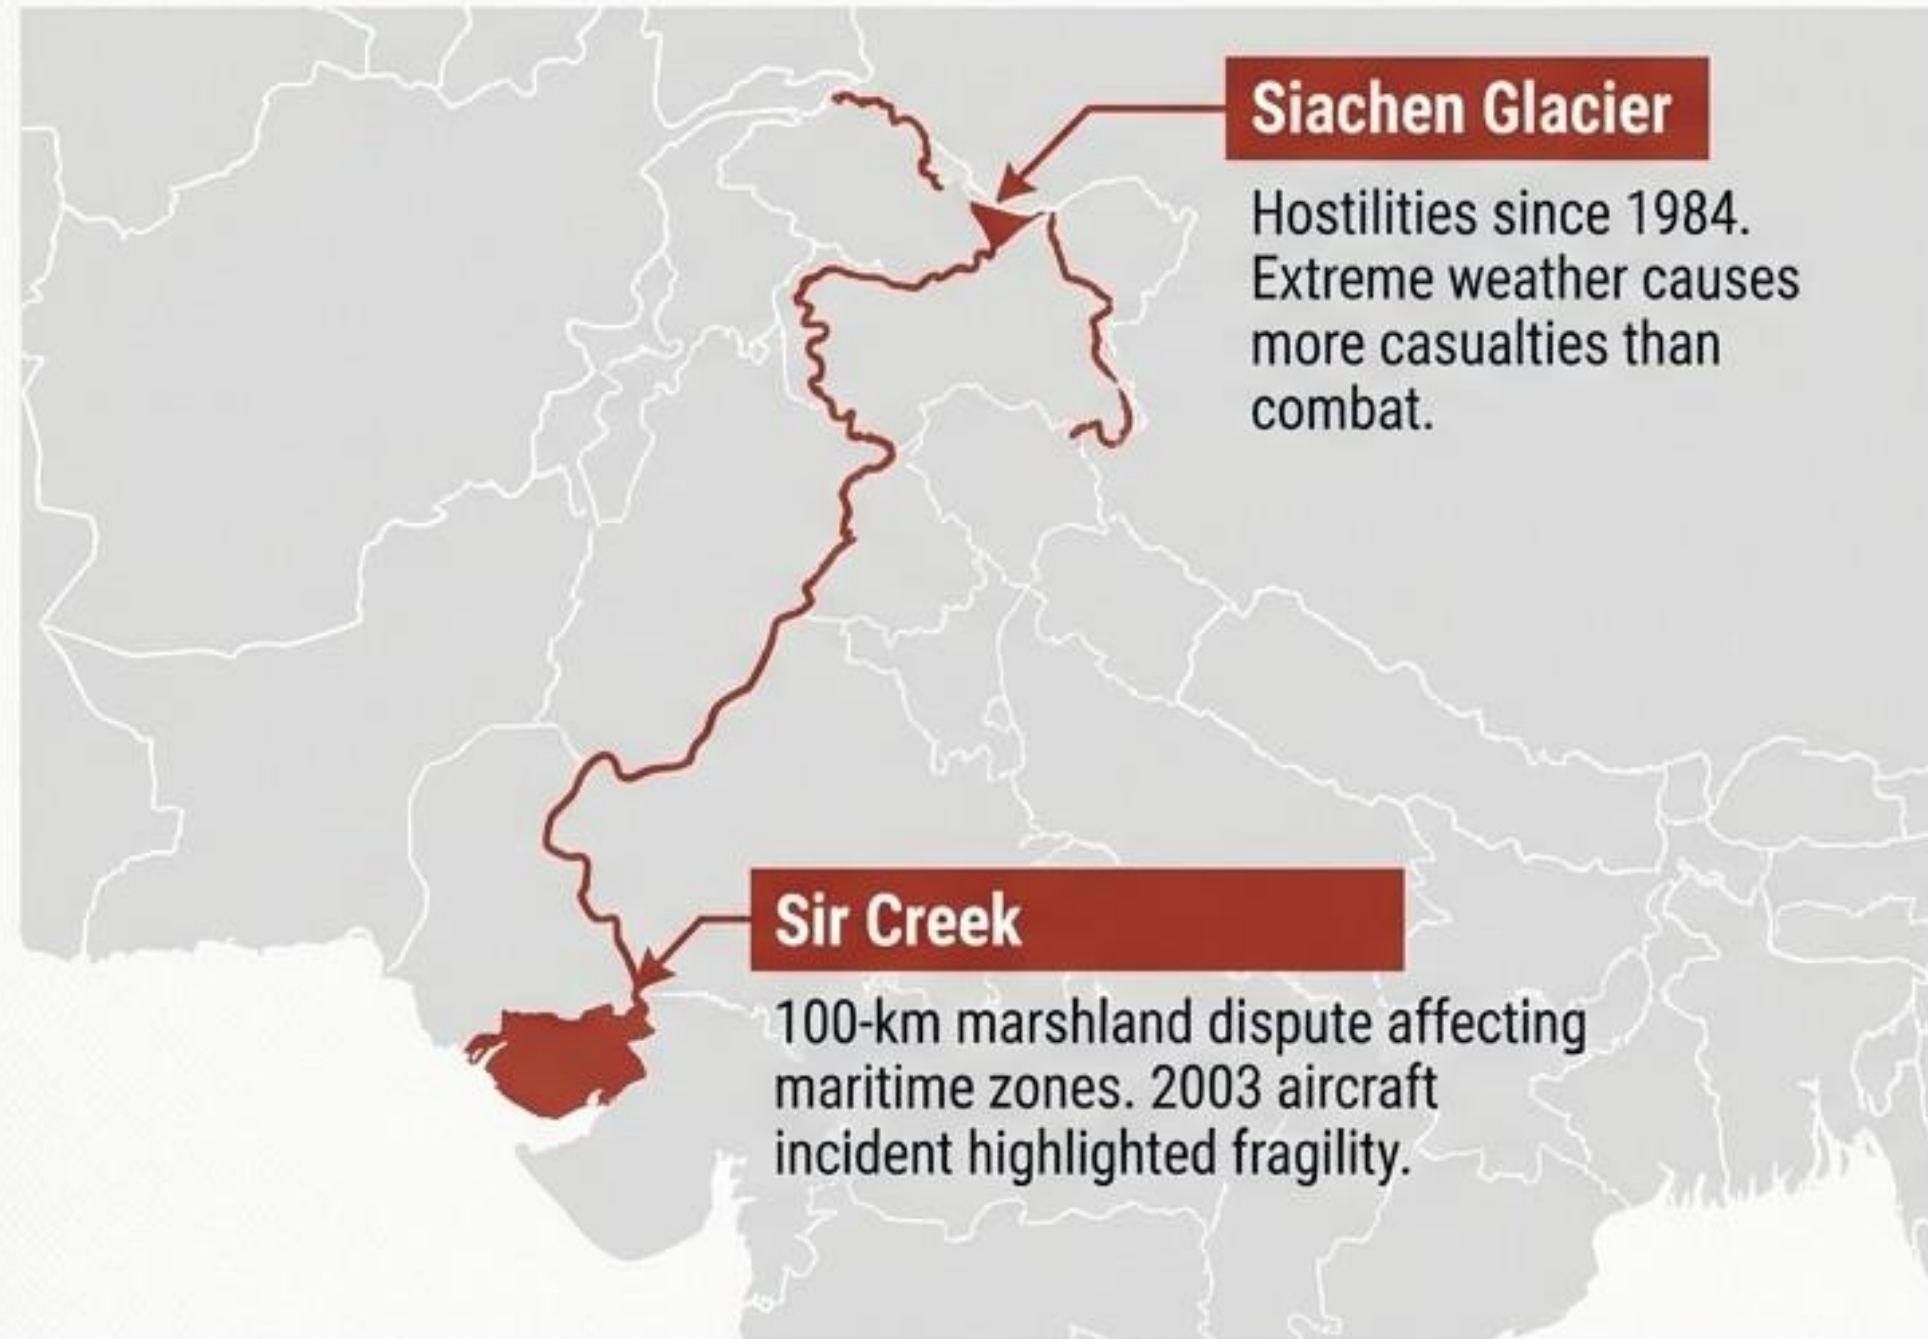 Siachen Glacier
Hostilities since 1984.
Extreme weather causes
more casualties than
combat.
Sir Creek
100-km marshland dispute affecting
maritime zones. 2003 aircraft
incident highlighted fragility.